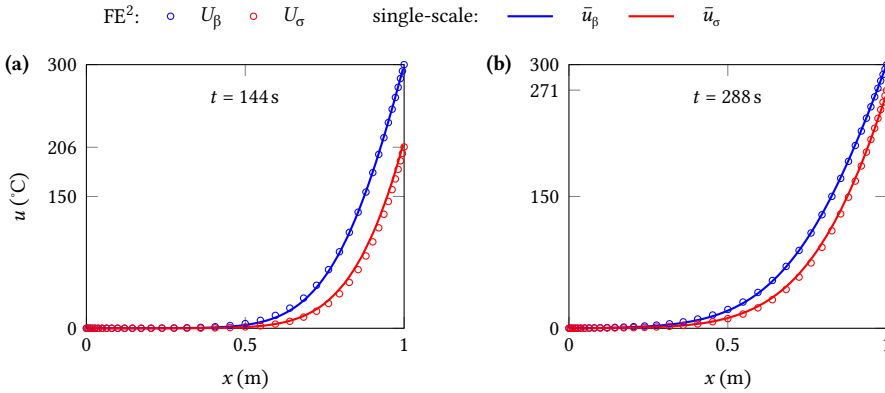 FE²: U_β U_σ single-scale: ū_β ū_σ
(a)
t = 144 s
300
206
150
0
u (°C)
0 0.5 1
x (m)
(b)
t = 288 s
300
271
150
0
0 0.5 1
x (m)